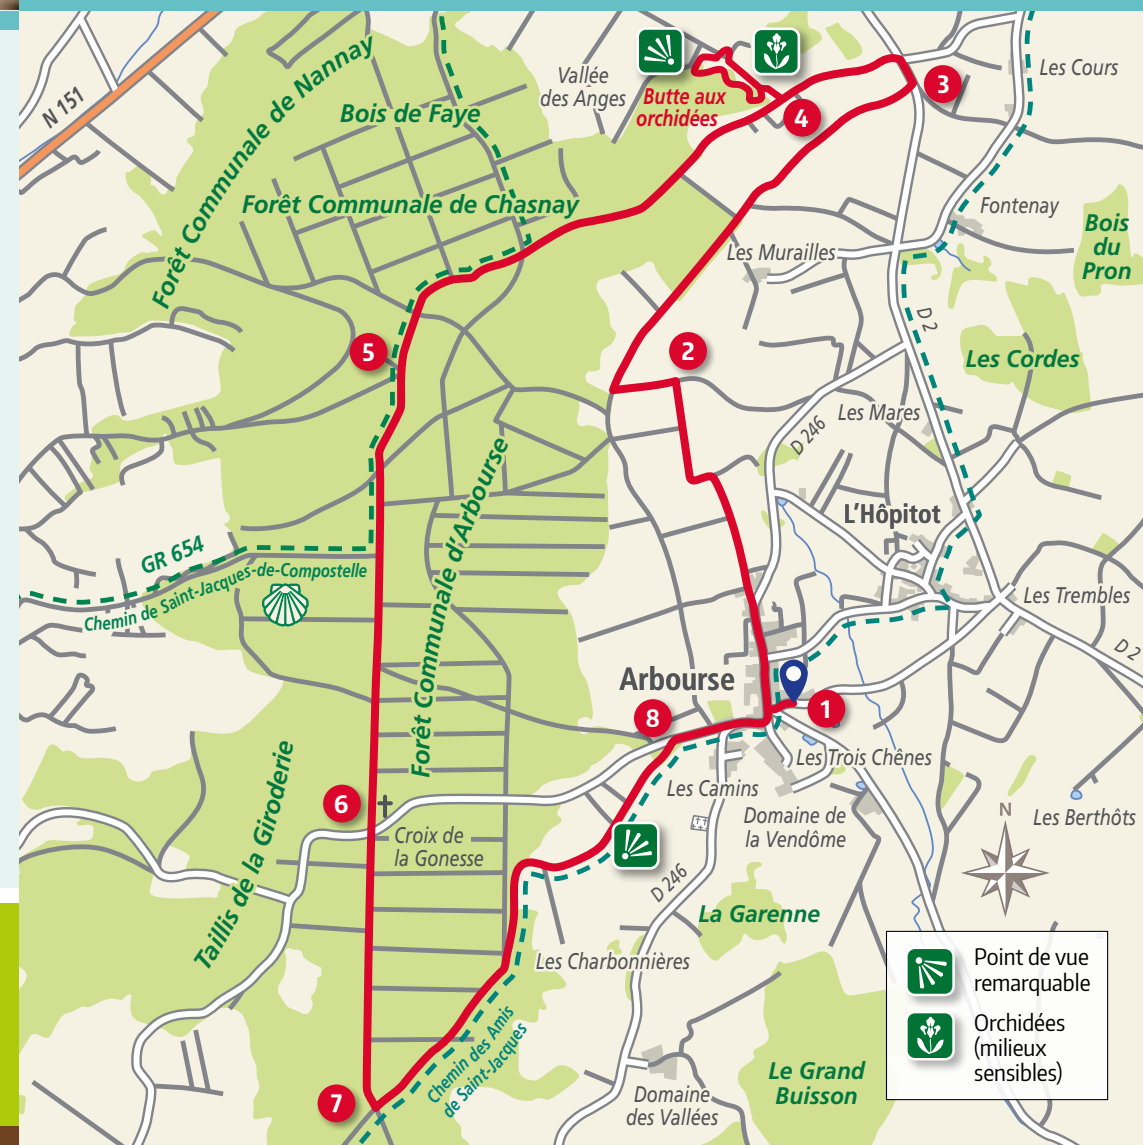 N 151
Forêt Communale de Nannay
Bois de Faye
Vallée
des Anges
Butte aux
orchidées
Les Cours
3
4
Forêt Communale de Chasnay
Fontenay
Bois
du
Pron
Les Murailles
D 2
5
2
Les Cordes
Les Mares
D 246
L'Hôpitot
Forêt Communale d'Arbourse
GR 654
Chemin de Saint-Jacques-de-Compostelle
Les Trembles
D 2
Arbourse
1
8
Les Trois Chênes
Les Camins
Domaine de
la Vendôme
Les Berthôts
6
Croix de
la Gonesse
Taillis de la Giroderie
N
D 246
La Garenne
Les Charbonnières
Chemin des Amis
de Saint-Jacques
7
Domaine
des Vallées
Le Grand
Buisson
Point de vue
remarquable
Orchidées
(milieux
sensibles)